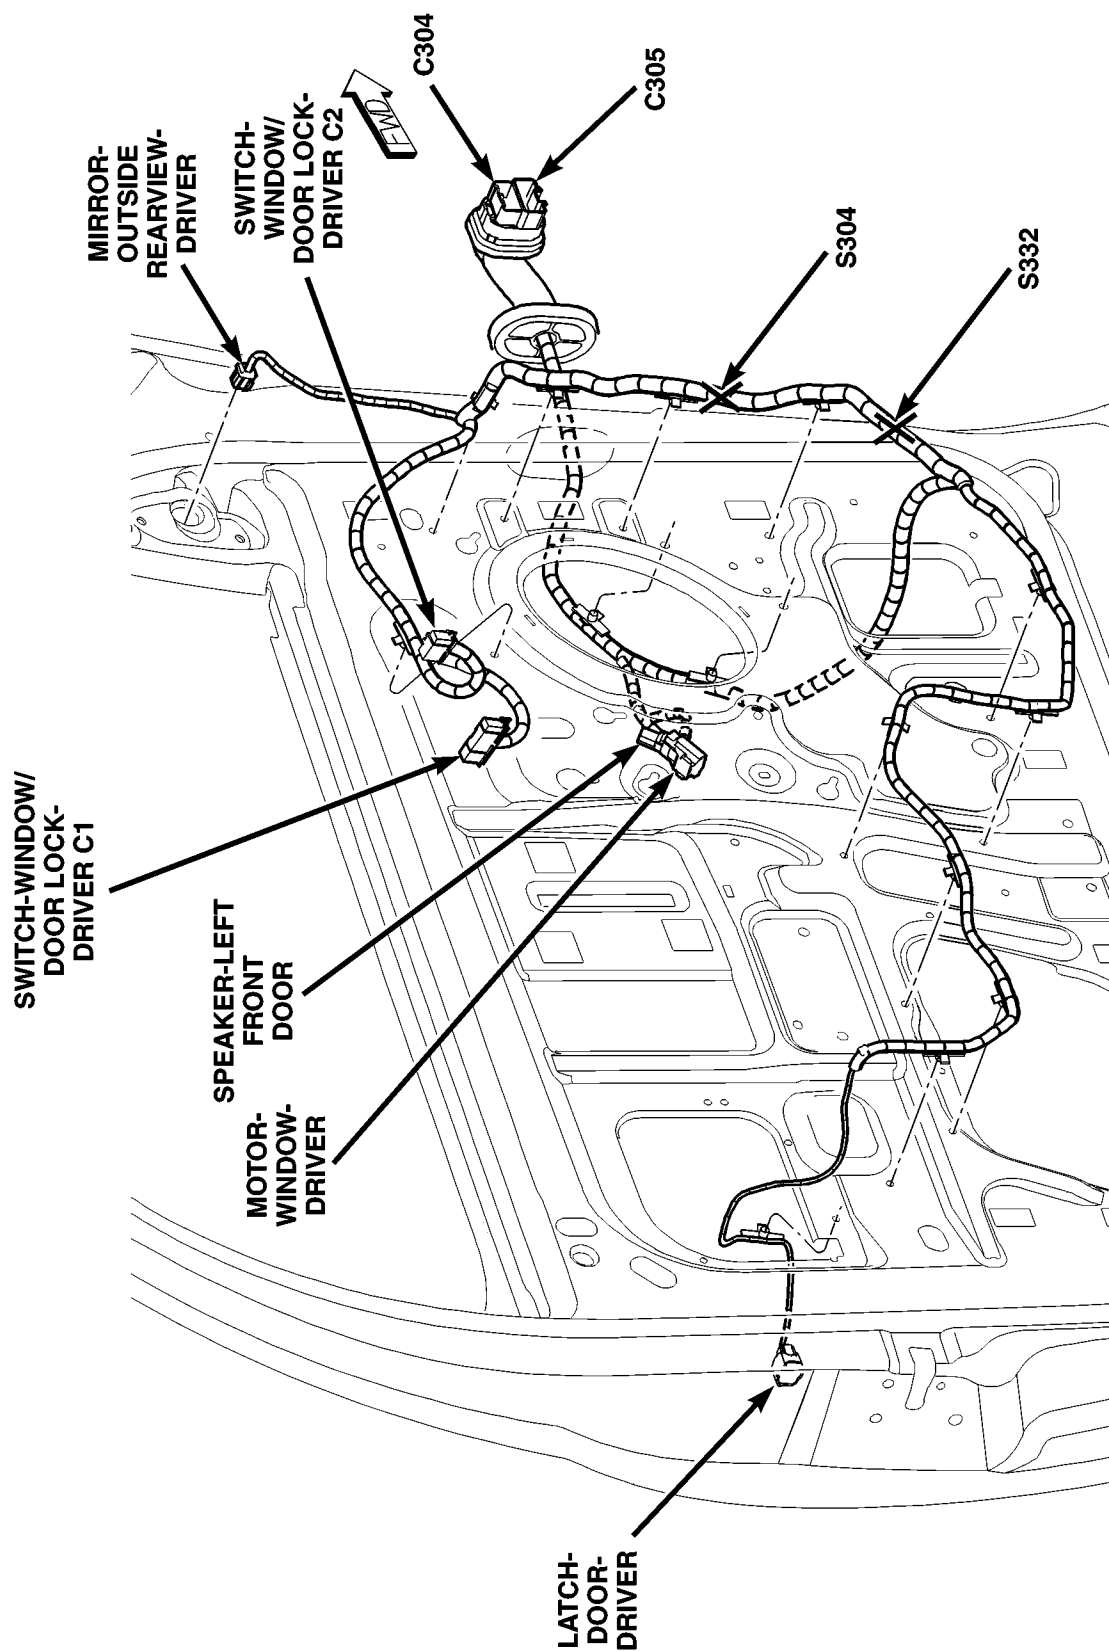 LATCH-
DOOR-
DRIVER
MOTOR-
WINDOW-
DRIVER
SPEAKER-LEFT
FRONT
DOOR
SWITCH-WINDOW/
DOOR LOCK-
DRIVER C1
MIRROR-
OUTSIDE
REARVIEW-
DRIVER
SWITCH-
WINDOW/
DOOR LOCK-
DRIVER C2
FWD
C304
C305
S304
S332